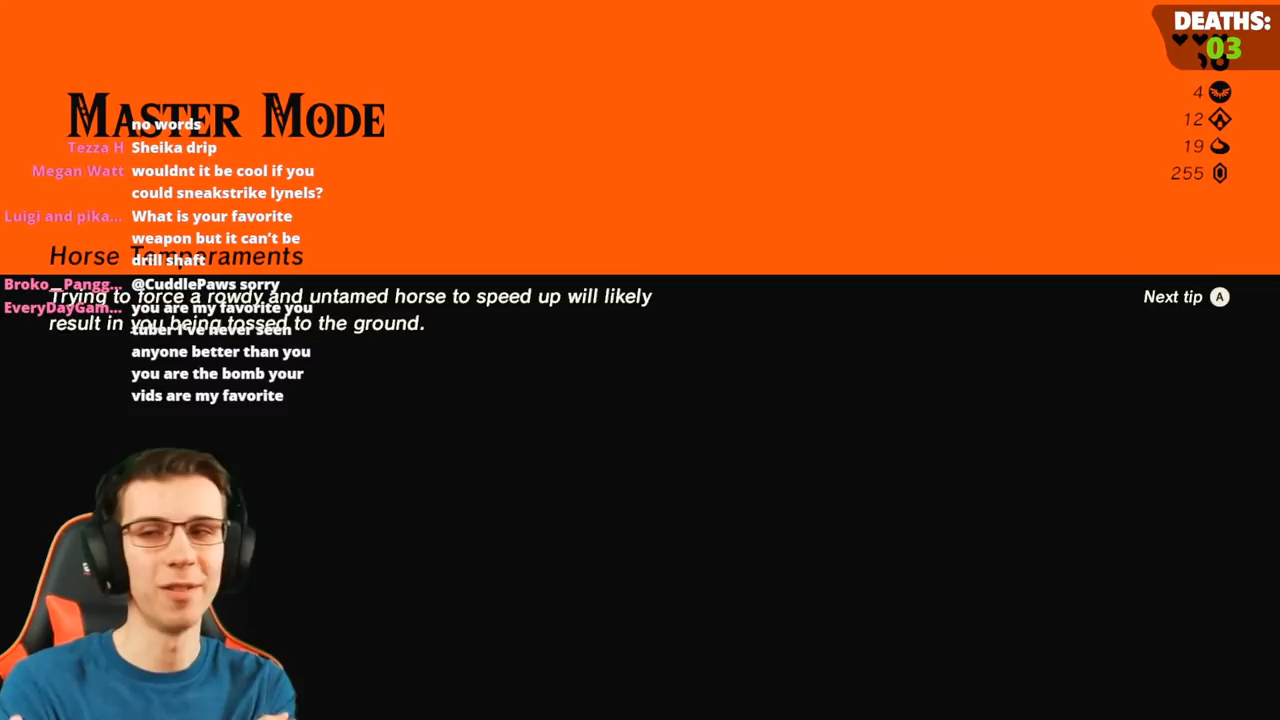 DEATHS:
03
4
12
19
255
MASTER MODE
no words
Tezza H Sheika drip
Megan Watt wouldnt it be cool if you
could sneakstrike lynels?
Luigi and pika... What is your favorite
weapon but it can't be
drill shaft
Horse Temperaments
Broko_Pangg... @CuddlePaws sorry
Trying to force a rowdy and untamed horse to speed up will likely
result in you being tossed to the ground.
Next tip A
EveryDayGam... you are my favorite you
tuber I've never seen
anyone better than you
you are the bomb your
vids are my favorite